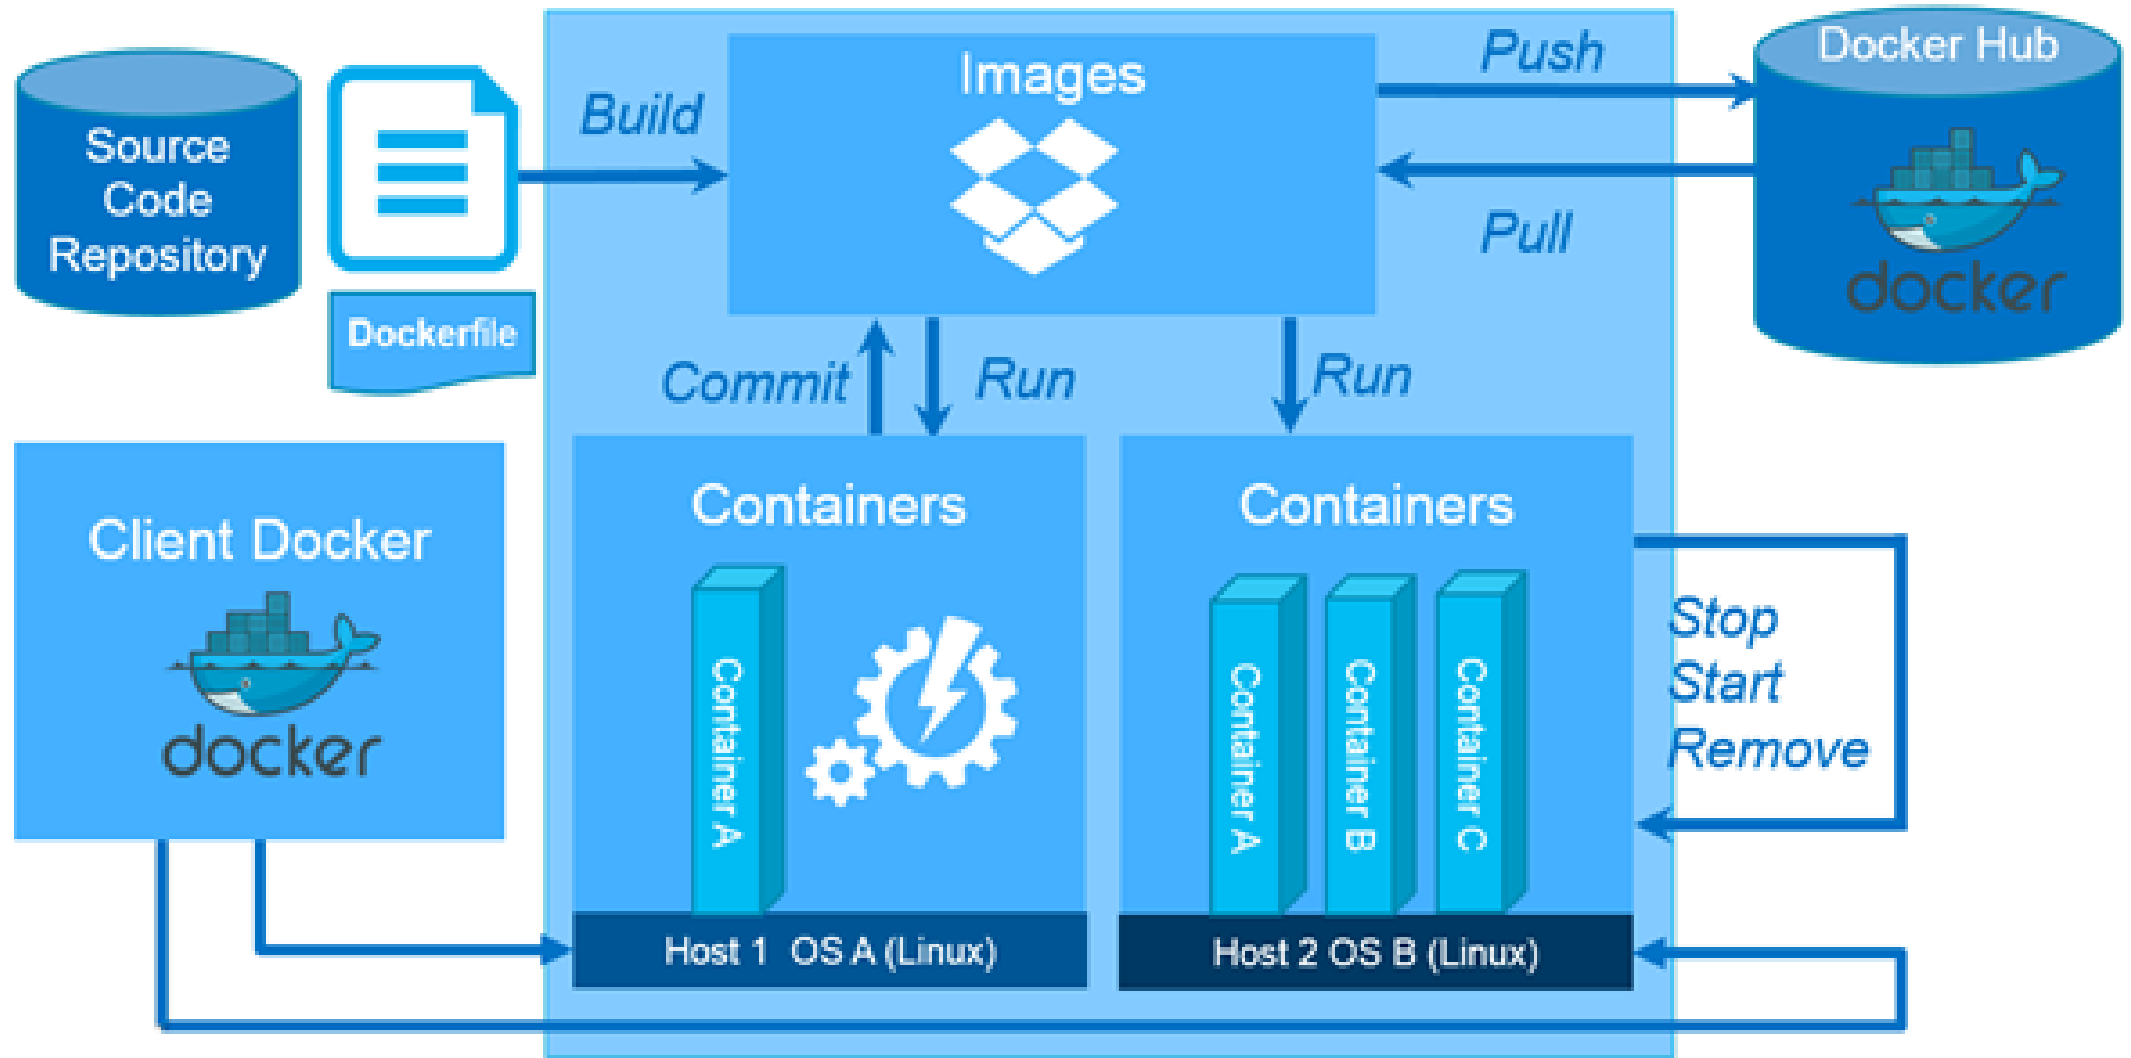 Source
Code
Repository
Dockerfile
Build
Images
Push
Pull
Docker Hub
docker
Commit
Run
Run
Client Docker
docker
Containers
Container A
Host 1 OS A (Linux)
Containers
Container A
Container B
Container C
Host 2 OS B (Linux)
Stop
Start
Remove